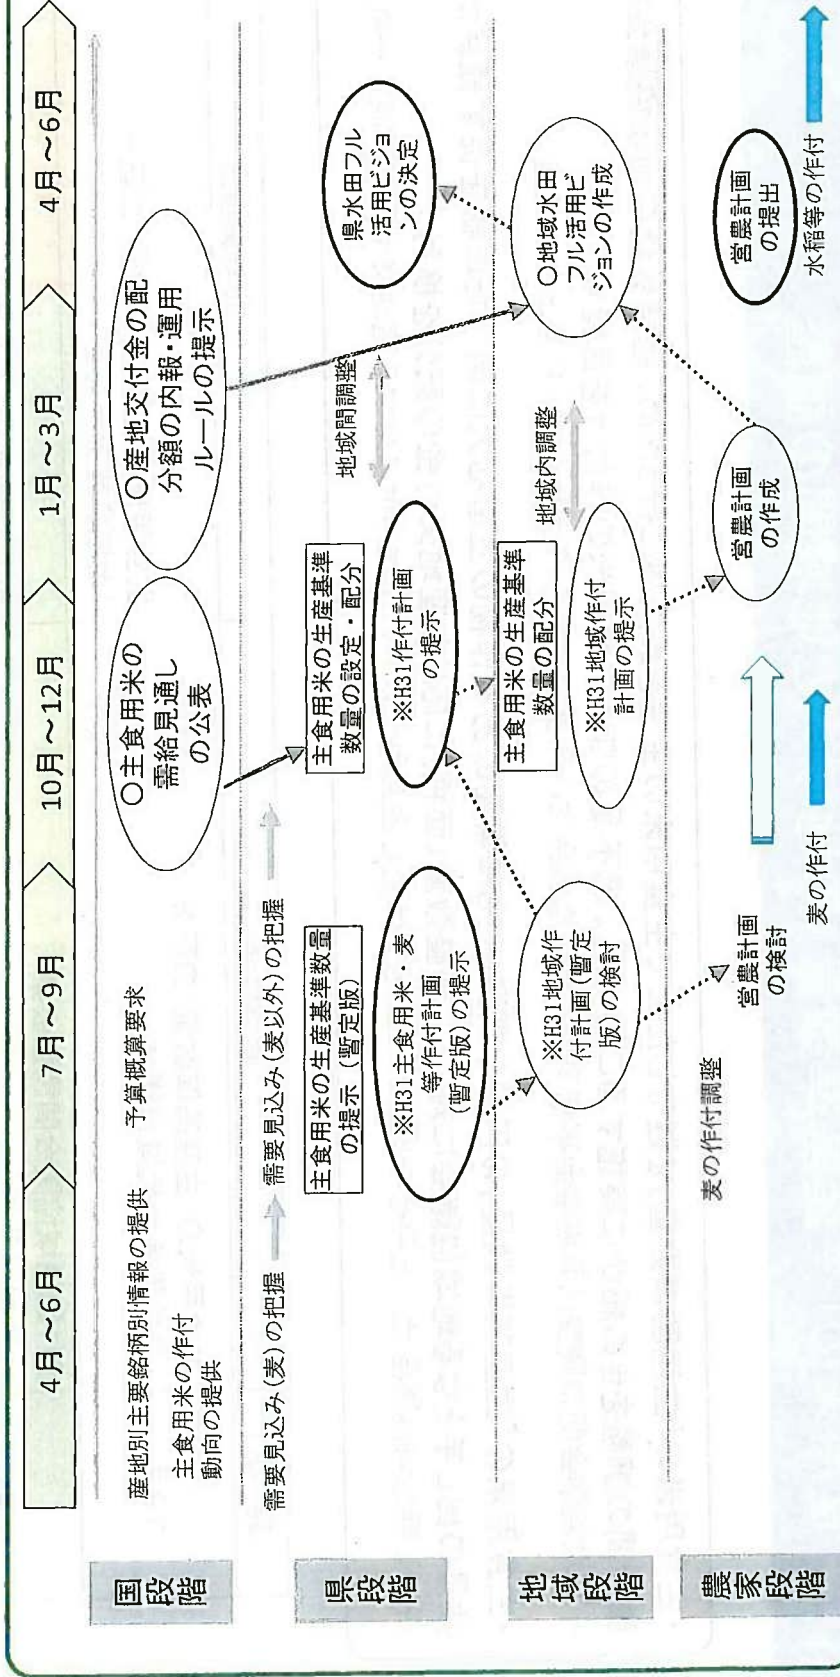 4月～6月
7月～9月
10月～12月
1月～3月
4月～6月
国
段
階
産地別主要銘柄別情報の提供
主食用米の作付
動向の提供
予算概算要求
〇主食用米の
需給見通し
の公表
〇産地交付金の配
分額の内報・運用
ルールの提示
県
段
階
需要見込み(麦)の把握
需要見込み(麦以外)の把握
主食用米の生産基準数量
の提示（暫定版）
※H31主食用米・麦
等作付計画
(暫定版)の提示
主食用米の生産基準
数量の設定・配分
※H31作付計画
の提示
地域間調整
県水田フル
活用ビジョ
ンの決定
地
域
段
階
※H31地域作
付計画(暫定
版)の検討
主食用米の生産基準
数量の配分
※H31地域作付
計画の提示
地域内調整
〇地域水田
フル活用ビ
ジョンの作成
農
家
段
階
麦の作付調整
営農計画
の検討
麦の作付
営農計画
の作成
営農計画
の提出
水稲等の作付